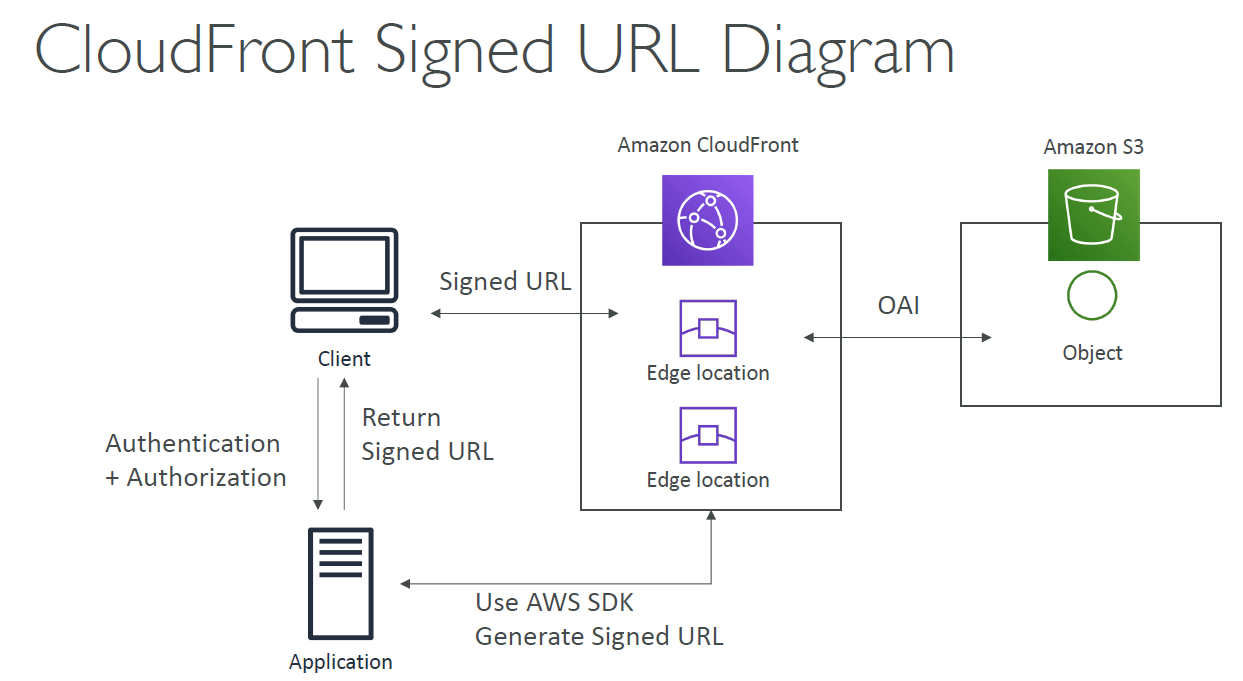 CloudFront Signed URL Diagram
Amazon CloudFront
Amazon S3
Signed URL
OAI
Client
Edge location
Object
Return
Signed URL
Authentication
+ Authorization
Edge location
Use AWS SDK
Generate Signed URL
Application